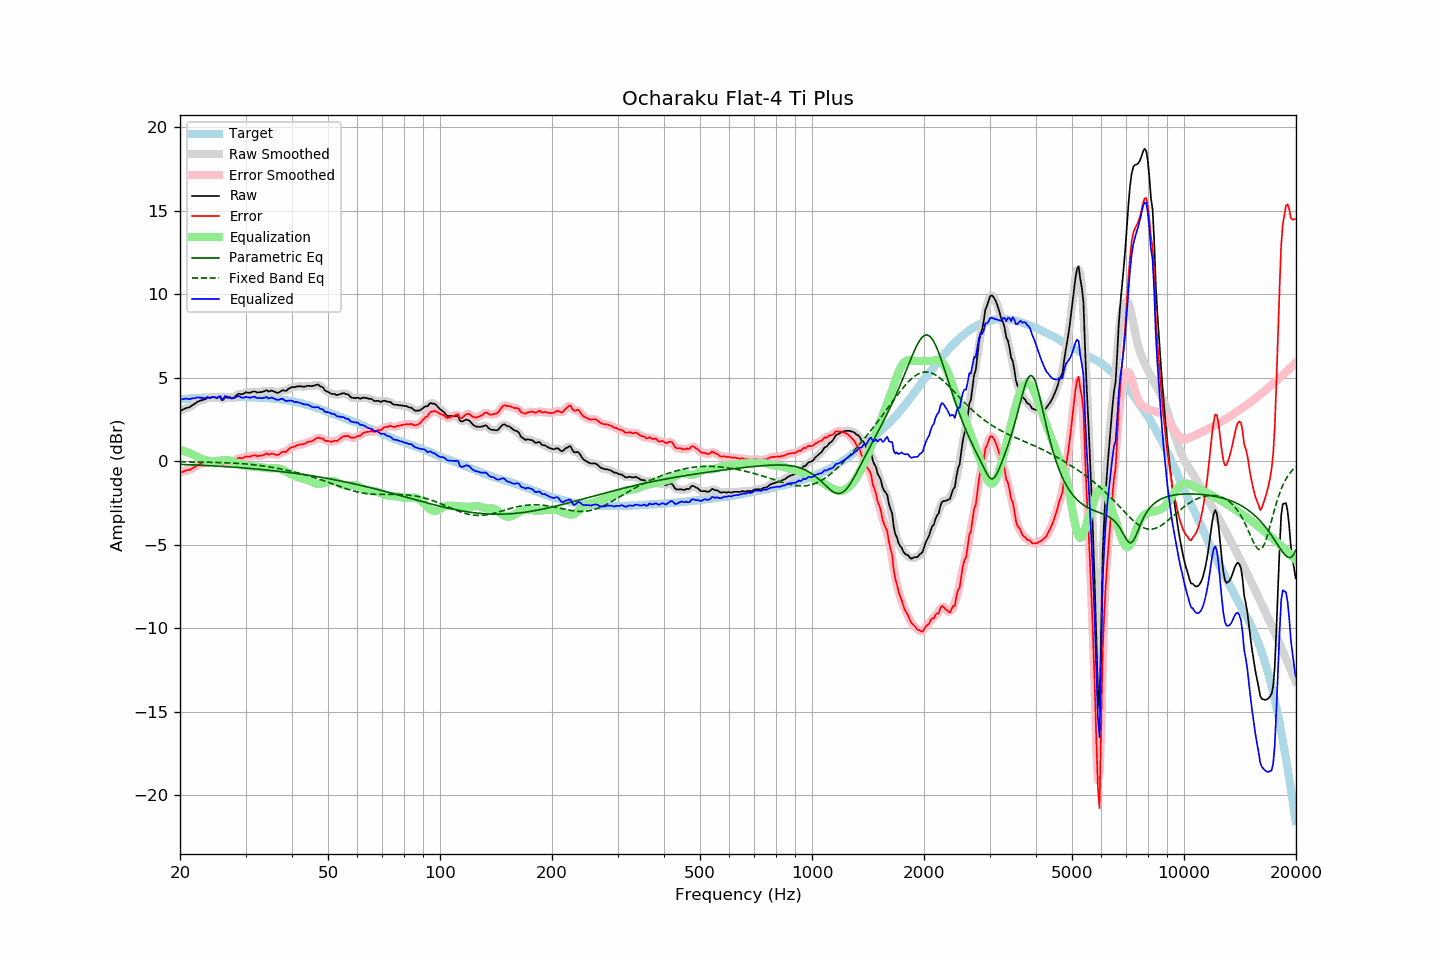 Ocharaku Flat-4 Ti Plus
Target
Raw Smoothed
Error Smoothed
Raw
Error
Equalization
Parametric Eq
Fixed Band Eq
Equalized
20
15
10
5
0
−5
−10
−15
−20
Amplitude (dBr)
20 50 100 200 500 1000 2000 5000 10000 20000
Frequency (Hz)